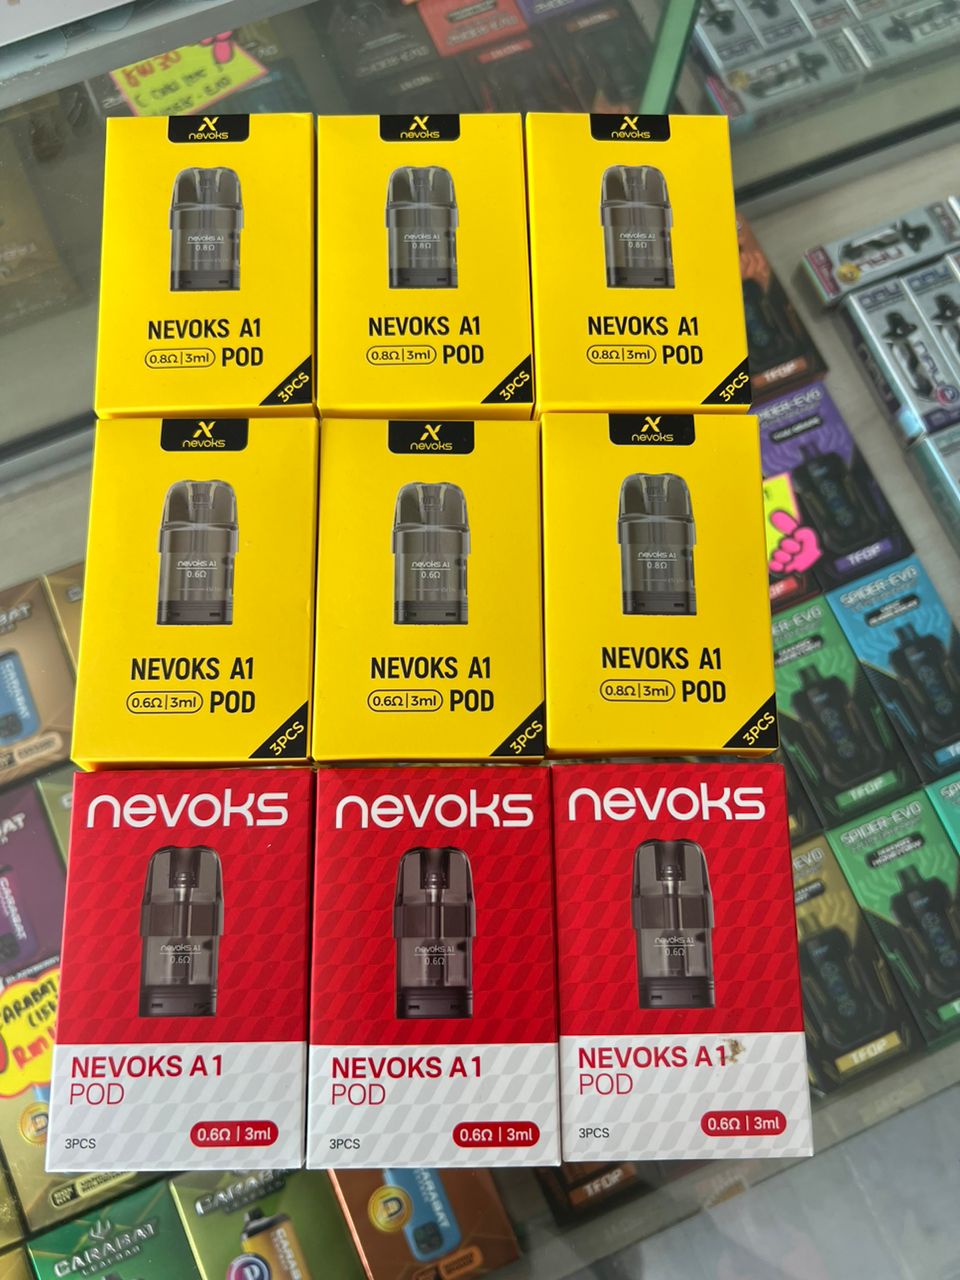 nevoks
nevoks A1
0.8Ω
NEVOKS A1
0.8Ω|3ml POD
3PCS
nevoks
nevoks A1
0.8Ω
NEVOKS A1
0.8Ω|3ml POD
3PCS
nevoks
nevoks A1
0.8Ω
NEVOKS A1
0.8Ω|3ml POD
3PCS
nevoks
nevoks A1
0.6Ω
NEVOKS A1
0.6Ω|3ml POD
3PCS
nevoks
nevoks A1
0.6Ω
NEVOKS A1
0.6Ω|3ml POD
3PCS
nevoks
nevoks A1
0.8Ω
NEVOKS A1
0.8Ω|3ml POD
3PCS
nevoks
nevoks A1
0.6Ω
NEVOKS A1
POD
3PCS
0.6Ω|3ml
nevoks
nevoks A1
0.6Ω
NEVOKS A1
POD
3PCS
0.6Ω|3ml
nevoks
nevoks A1
0.6Ω
NEVOKS A1
POD
3PCS
0.6Ω|3ml
TFOP
TFOP
SPIDER-EVO
TFOP
SPIDER-EVO
TFOP
TFOP
CARABAT
CARABAT
CARABAT